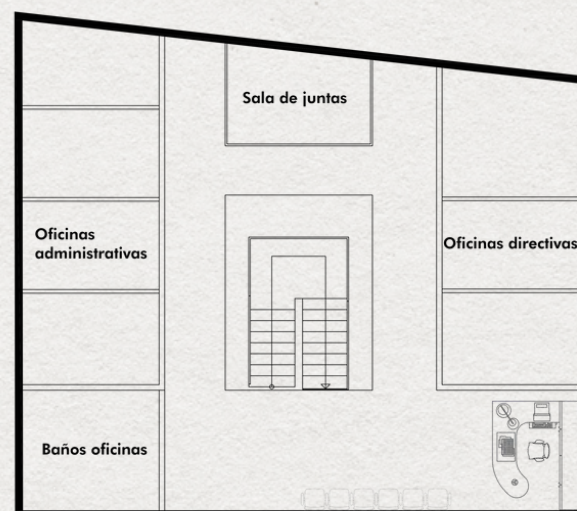 Sala de juntas
Oficinas
administrativas
Oficinas directivas
Baños oficinas